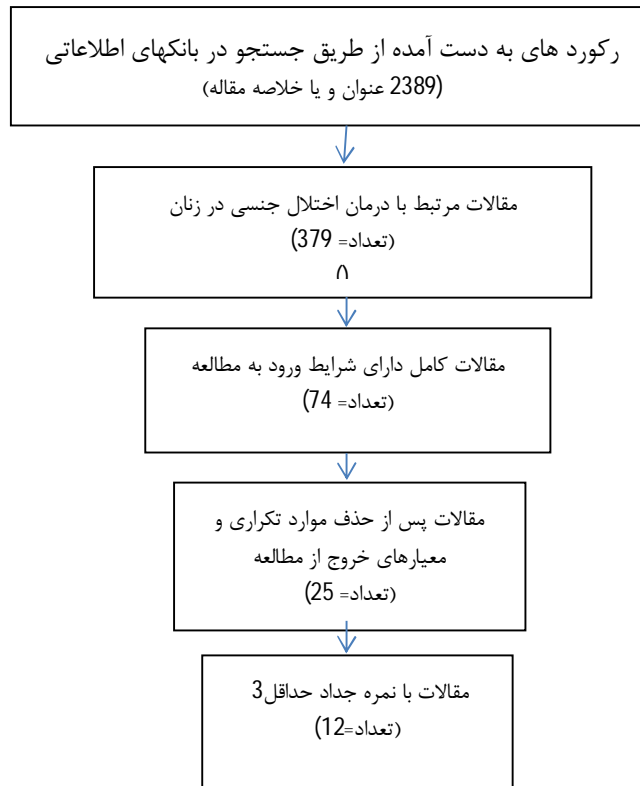 رکورد های به دست آمده از طریق جستجو در بانکهای اطلاعاتی
(2389 عنوان و یا خلاصه مقاله)
مقالات مرتبط با درمان اختلال جنسی در زنان
(تعداد= 379)
مقالات کامل دارای شرایط ورود به مطالعه
(تعداد= 74)
مقالات پس از حذف موارد تکراری و
معیارهای خروج از مطالعه
(تعداد= 25)
مقالات با نمره جداد حداقل3
(تعداد=12)